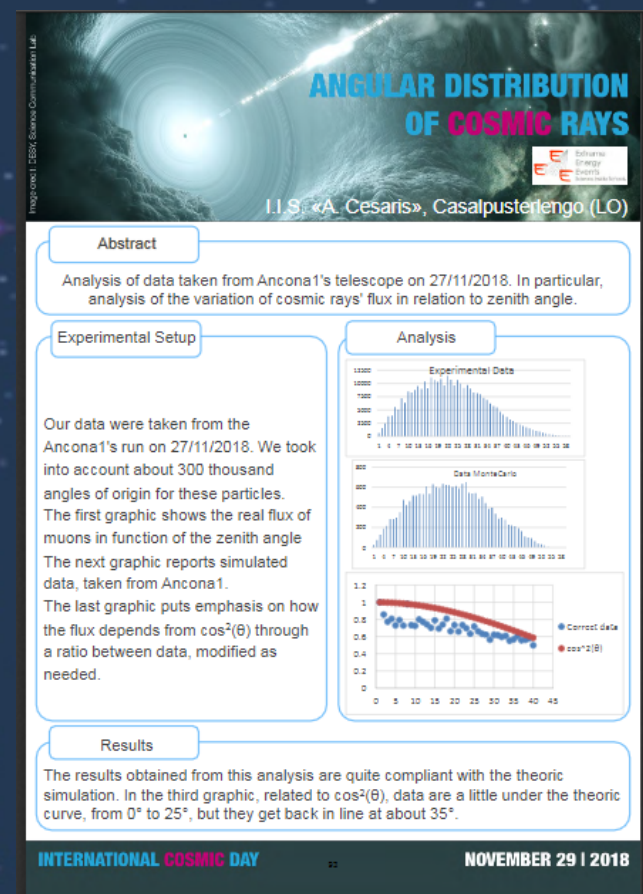 Image credit: DESY, Science Communication Lab
ANGULAR DISTRIBUTION
OF COSMIC RAYS
Extreme
Energy
Events
I.I.S. «A. Cesaris», Casalpusterlengo (LO)
Abstract
Analysis of data taken from Ancona1's telescope on 27/11/2018. In particular,
analysis of the variation of cosmic rays' flux in relation to zenith angle.
Experimental Setup
Our data were taken from the
Ancona1's run on 27/11/2018. We took
into account about 300 thousand
angles of origin for these particles.
The first graphic shows the real flux of
muons in function of the zenith angle
The next graphic reports simulated
data, taken from Ancona1.
The last graphic puts emphasis on how
the flux depends from cos²(θ) through
a ratio between data, modified as
needed.
Analysis
Experimental Data
Data MonteCarlo
800
600
400
200
0
1.2
1
0.8
0.6
0.4
0.2
0
0 5 10 15 20 25 30 35 40 45
Correct data
cos^2(θ)
Results
The results obtained from this analysis are quite compliant with the theoric
simulation. In the third graphic, related to cos²(θ), data are a little under the theoric
curve, from 0° to 25°, but they get back in line at about 35°.
INTERNATIONAL COSMIC DAY
NOVEMBER 29 | 2018